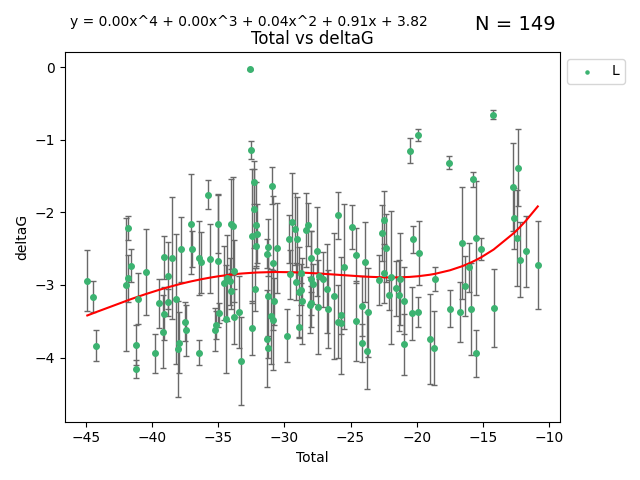 y = 0.00x^4 + 0.00x^3 + 0.04x^2 + 0.91x + 3.82
N = 149
Total vs deltaG
L
deltaG
0
−1
−2
−3
−4
−45 −40 −35 −30 −25 −20 −15 −10
Total